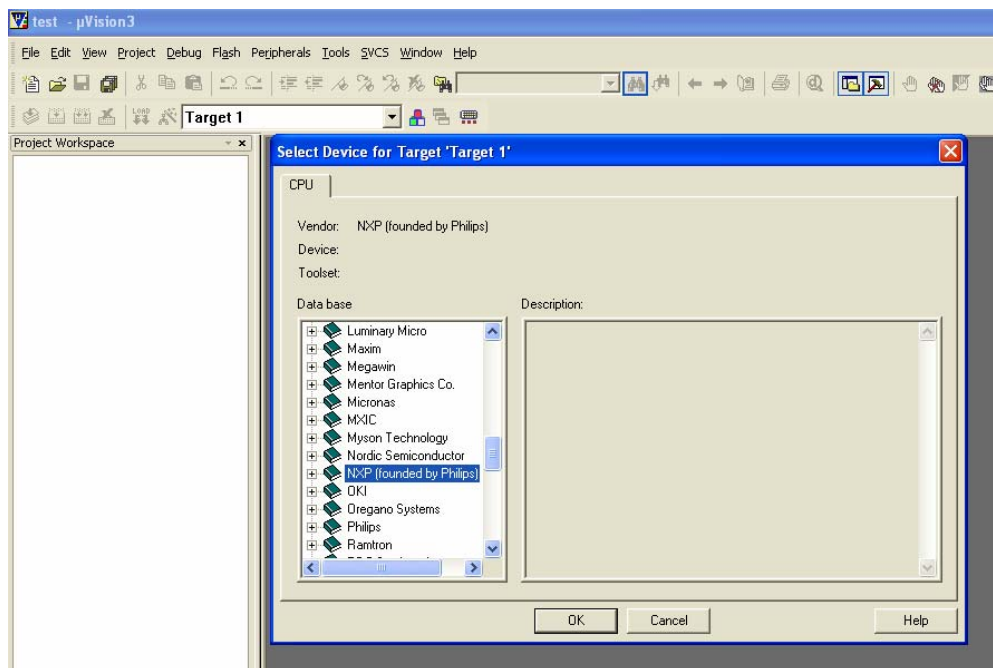 test - µVision3
File Edit View Project Debug Flash Peripherals Tools SVCS Window Help
LOAD
Target 1
Project Workspace
Select Device for Target 'Target 1'
CPU
Vendor: NXP (founded by Philips)
Device:
Toolset:
Data base
Description:
Luminary Micro
Maxim
Megawin
Mentor Graphics Co.
Micronas
MXIC
Myson Technology
Nordic Semiconductor
NXP (founded by Philips)
OKI
Oregano Systems
Philips
Ramtron
OK Cancel Help